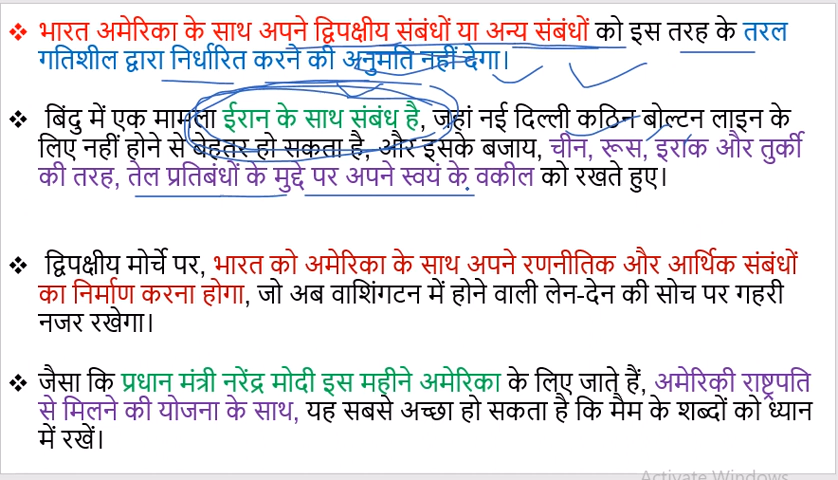 ❖ भारत अमेरिका के साथ अपने द्विपक्षीय संबंधों या अन्य संबंधों को इस तरह के तरल
गतिशील द्वारा निर्धारित करने की अनुमति नहीं देगा।
❖ बिंदु में एक मामला ईरान के साथ संबंध है, जहां नई दिल्ली कठिन बोल्टन लाइन के
लिए नहीं होने से बेहतर हो सकता है, और इसके बजाय, चीन, रूस, इराक और तुर्की
की तरह, तेल प्रतिबंधों के मुद्दे पर अपने स्वयं के वकील को रखते हुए।
❖ द्विपक्षीय मोर्चे पर, भारत को अमेरिका के साथ अपने रणनीतिक और आर्थिक संबंधों
का निर्माण करना होगा, जो अब वाशिंगटन में होने वाली लेन-देन की सोच पर गहरी
नजर रखेगा।
❖ जैसा कि प्रधान मंत्री नरेंद्र मोदी इस महीने अमेरिका के लिए जाते हैं, अमेरिकी राष्ट्रपति
से मिलने की योजना के साथ, यह सबसे अच्छा हो सकता है कि मैम के शब्दों को ध्यान
में रखें।
Activate Windows